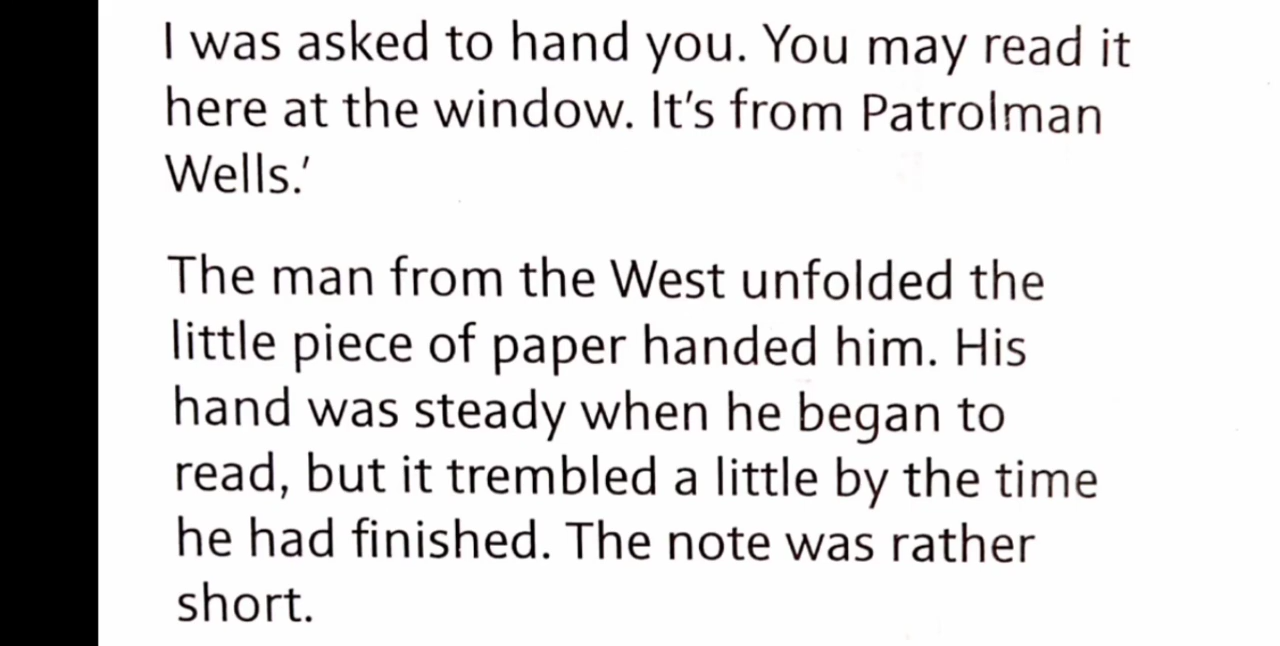 I was asked to hand you. You may read it
here at the window. It's from Patrolman
Wells.'
The man from the West unfolded the
little piece of paper handed him. His
hand was steady when he began to
read, but it trembled a little by the time
he had finished. The note was rather
short.